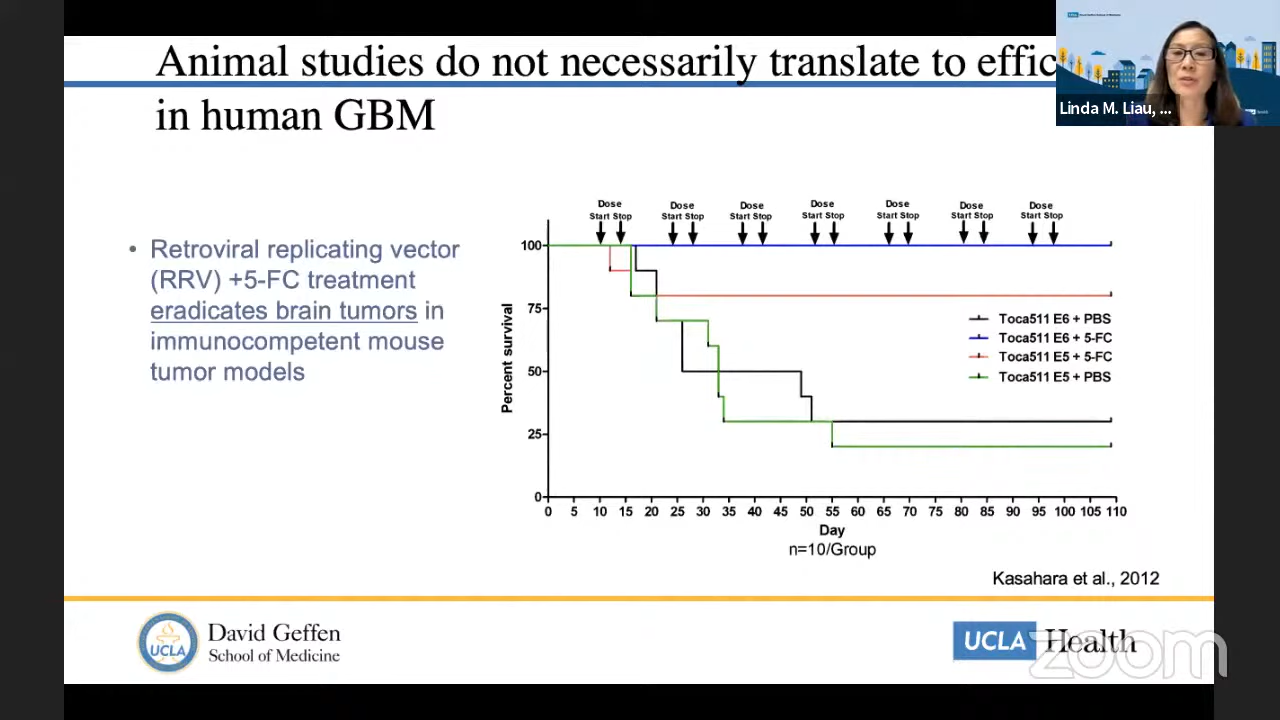 Animal studies do not necessarily translate to effic
in human GBM
Linda M. Liau, ...
• Retroviral replicating vector
(RRV) +5-FC treatment
eradicates brain tumors in
immunocompetent mouse
tumor models
Dose Dose Dose Dose Dose Dose Dose
Start Stop Start Stop Start Stop Start Stop Start Stop Start Stop Start Stop
Percent survival
100
75
50
25
0
Toca511 E6 + PBS
Toca511 E6 + 5-FC
Toca511 E5 + 5-FC
Toca511 E5 + PBS
0 5 10 15 20 25 30 35 40 45 50 55 60 65 70 75 80 85 90 95 100 105 110
Day
n=10/Group
Kasahara et al., 2012
UCLA
David Geffen
School of Medicine
UCLA Health
zoom